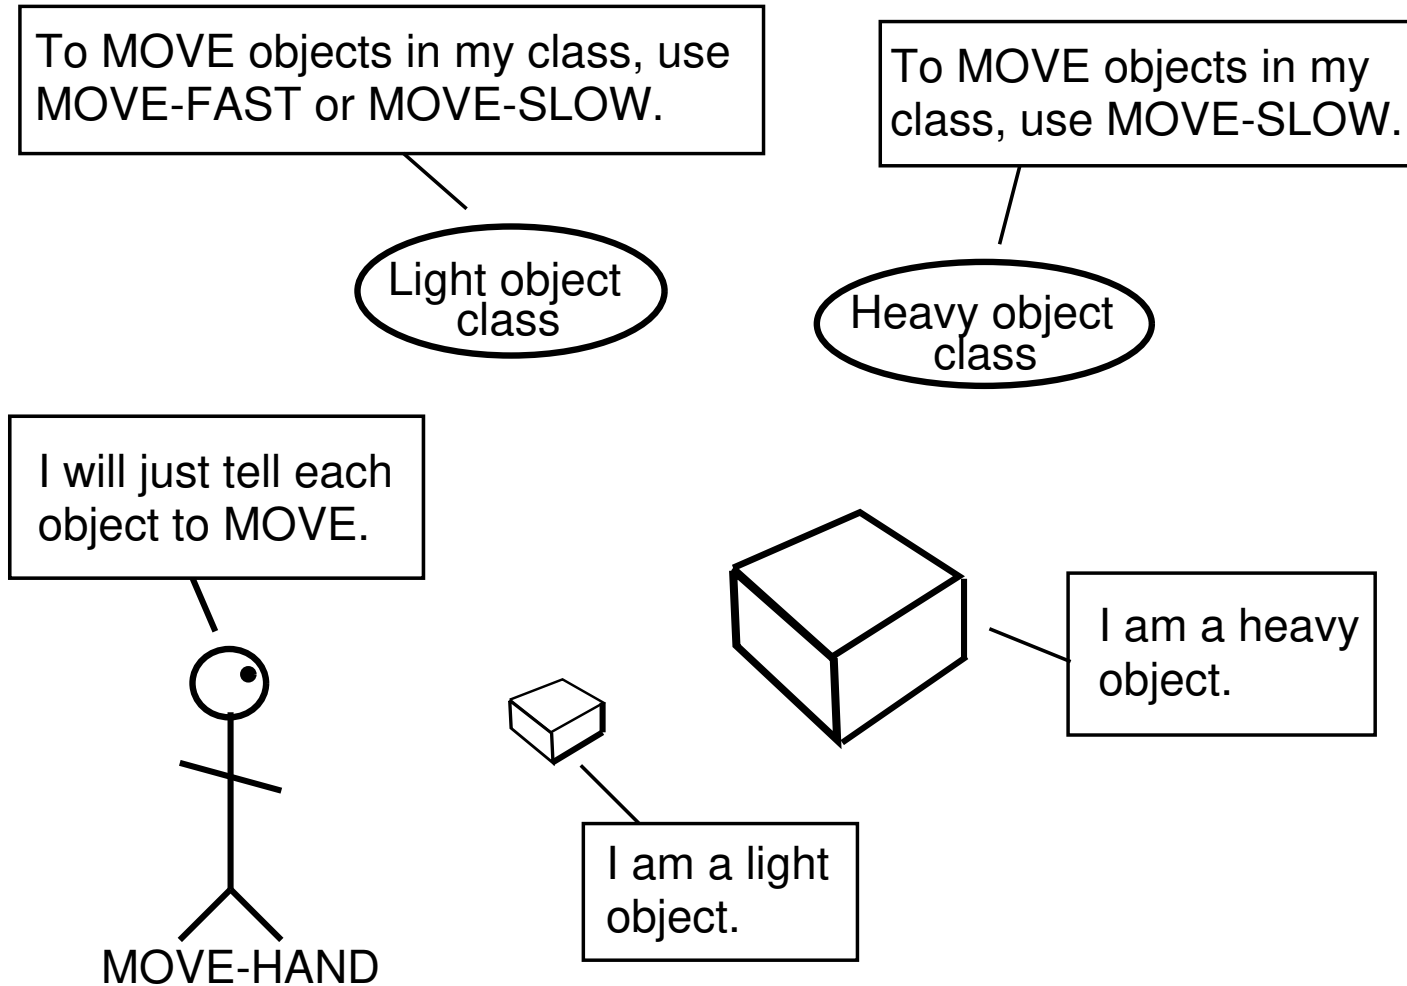 To MOVE objects in my class, use
MOVE-FAST or MOVE-SLOW.
To MOVE objects in my
class, use MOVE-SLOW.
Light object
class
Heavy object
class
I will just tell each
object to MOVE.
I am a heavy
object.
I am a light
object.
MOVE-HAND